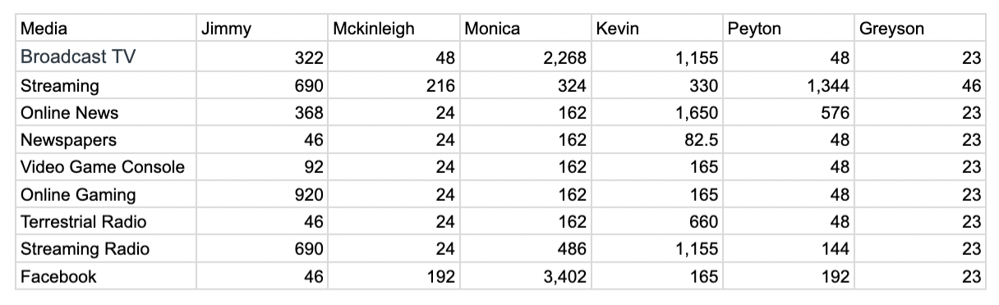 Media Jimmy Mckinleigh Monica Kevin Peyton Greyson
Broadcast TV 322 48 2,268 1,155 48 23
Streaming 690 216 324 330 1,344 46
Online News 368 24 162 1,650 576 23
Newspapers 46 24 162 82.5 48 23
Video Game Console 92 24 162 165 48 23
Online Gaming 920 24 162 165 48 23
Terrestrial Radio 46 24 162 660 48 23
Streaming Radio 690 24 486 1,155 144 23
Facebook 46 192 3,402 165 192 23